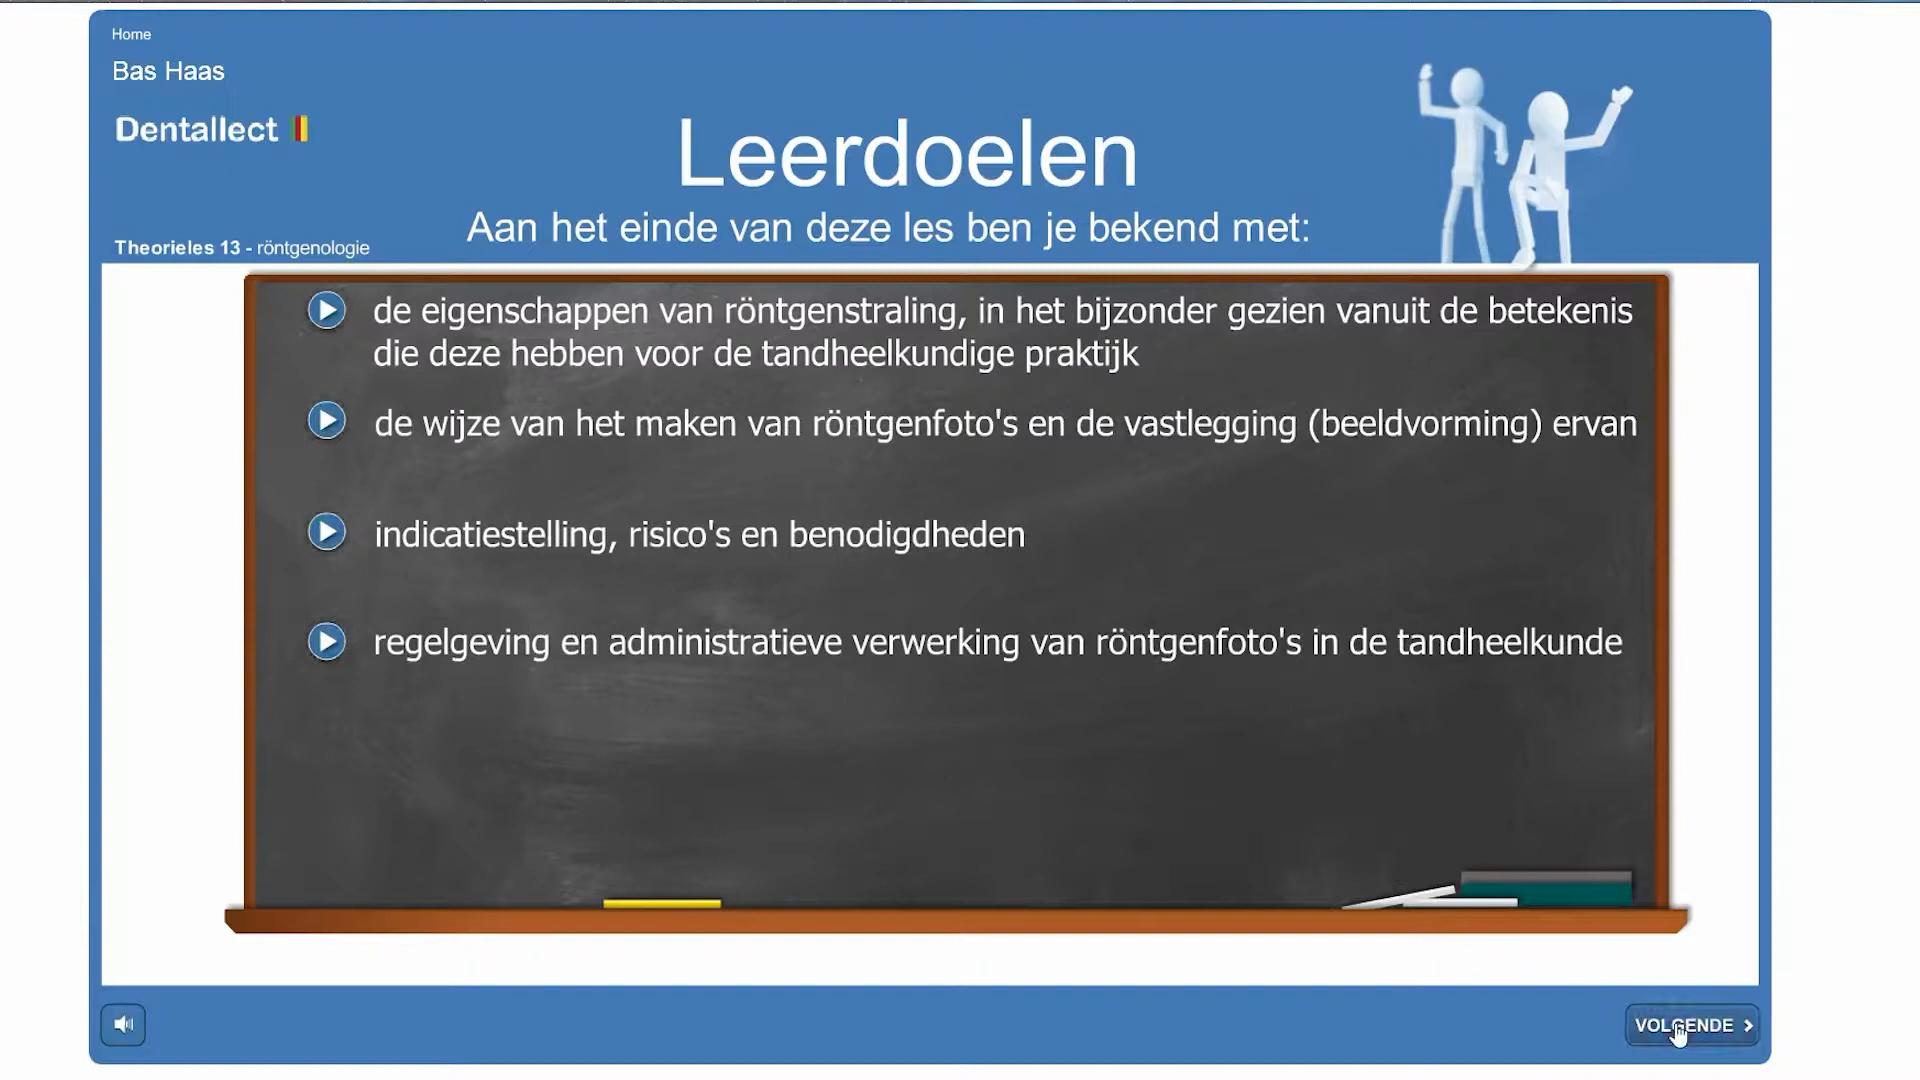 Home
Bas Haas
Dentallect
Leerdoelen
Aan het einde van deze les ben je bekend met:
Theorieles 13 - röntgenologie
de eigenschappen van röntgenstraling, in het bijzonder gezien vanuit de betekenis
die deze hebben voor de tandheelkundige praktijk
de wijze van het maken van röntgenfoto's en de vastlegging (beeldvorming) ervan
indicatiestelling, risico's en benodigdheden
regelgeving en administratieve verwerking van röntgenfoto's in de tandheelkunde
VOLGENDE